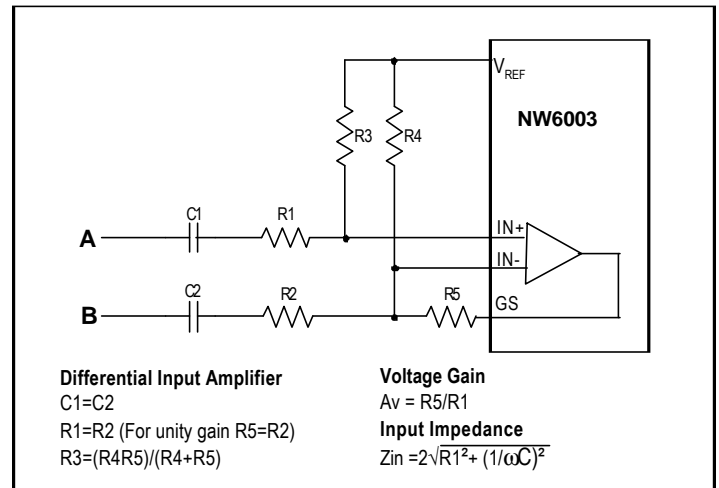 V_REF
NW6003
R3
R4
C1
R1
A
IN+
IN-
C2
R2
R5
GS
B
Differential Input Amplifier
C1=C2
R1=R2 (For unity gain R5=R2)
R3=(R4R5)/(R4+R5)
Voltage Gain
Av = R5/R1
Input Impedance
Zin =2√R1²+ (1/ωC)²